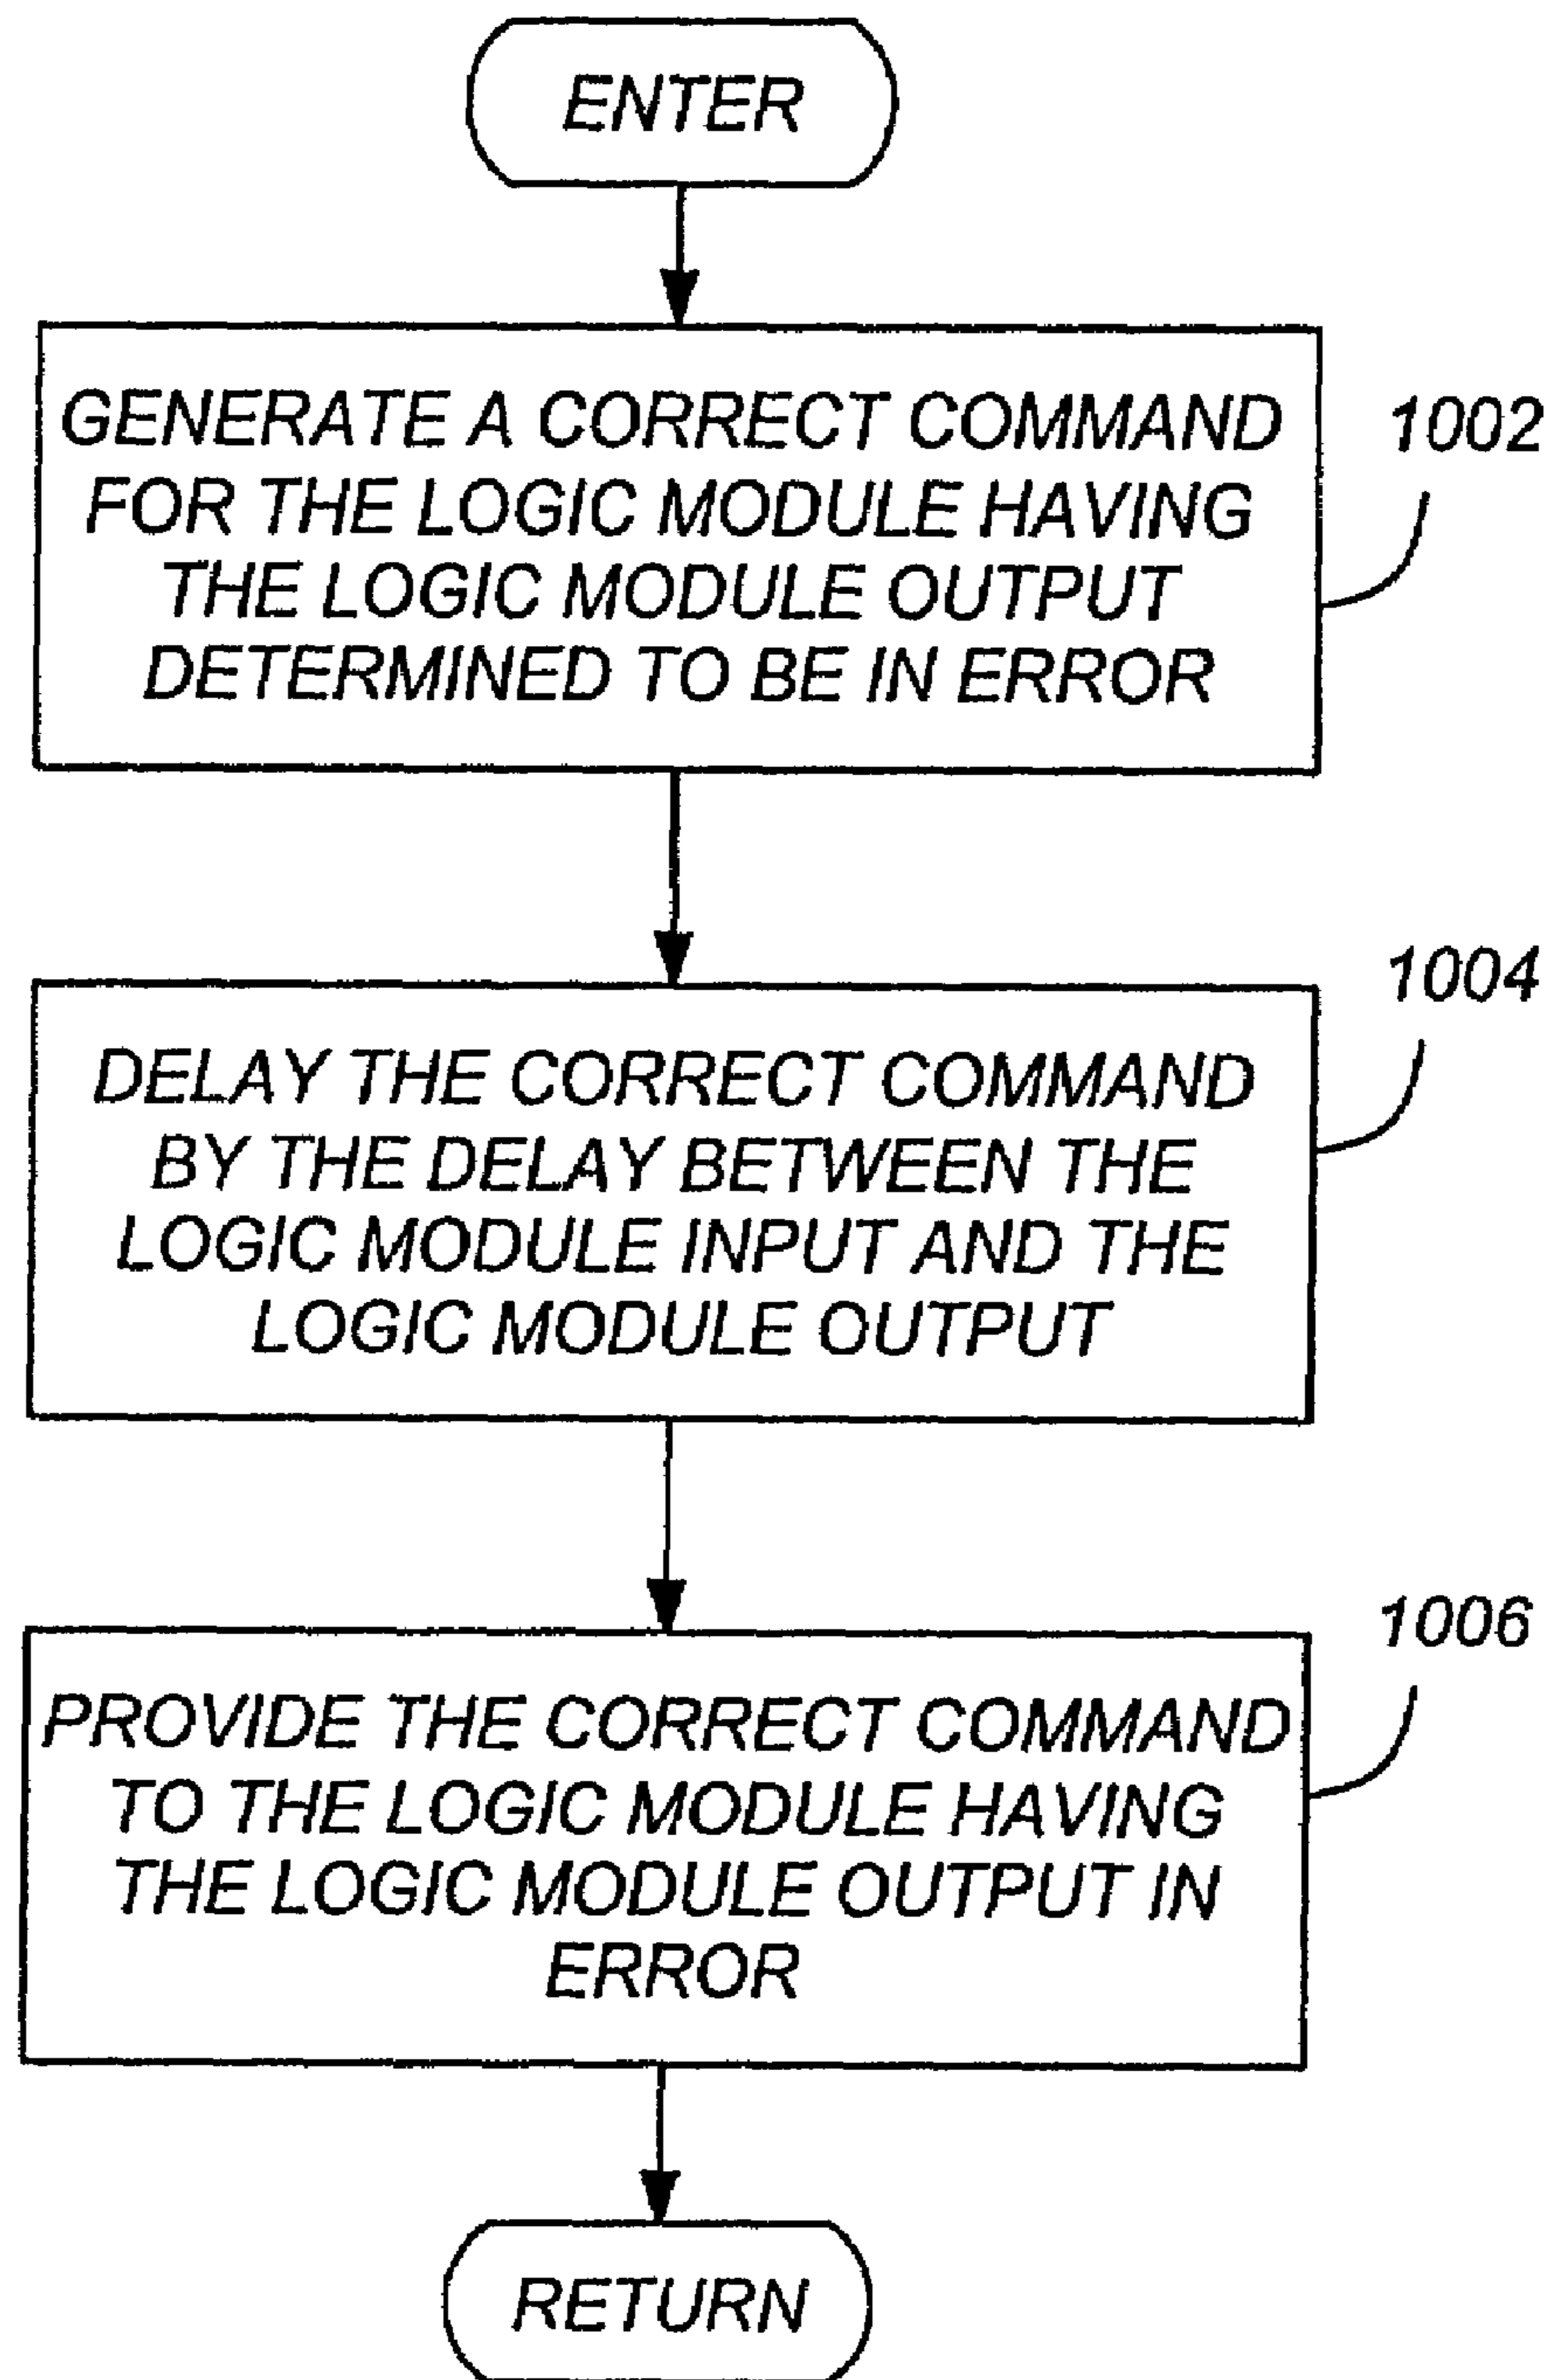 ENTER
GENERATE A CORRECT COMMAND
FOR THE LOGIC MODULE HAVING
THE LOGIC MODULE OUTPUT
DETERMINED TO BE IN ERROR
1002
DELAY THE CORRECT COMMAND
BY THE DELAY BETWEEN THE
LOGIC MODULE INPUT AND THE
LOGIC MODULE OUTPUT
1004
PROVIDE THE CORRECT COMMAND
TO THE LOGIC MODULE HAVING
THE LOGIC MODULE OUTPUT IN
ERROR
1006
RETURN